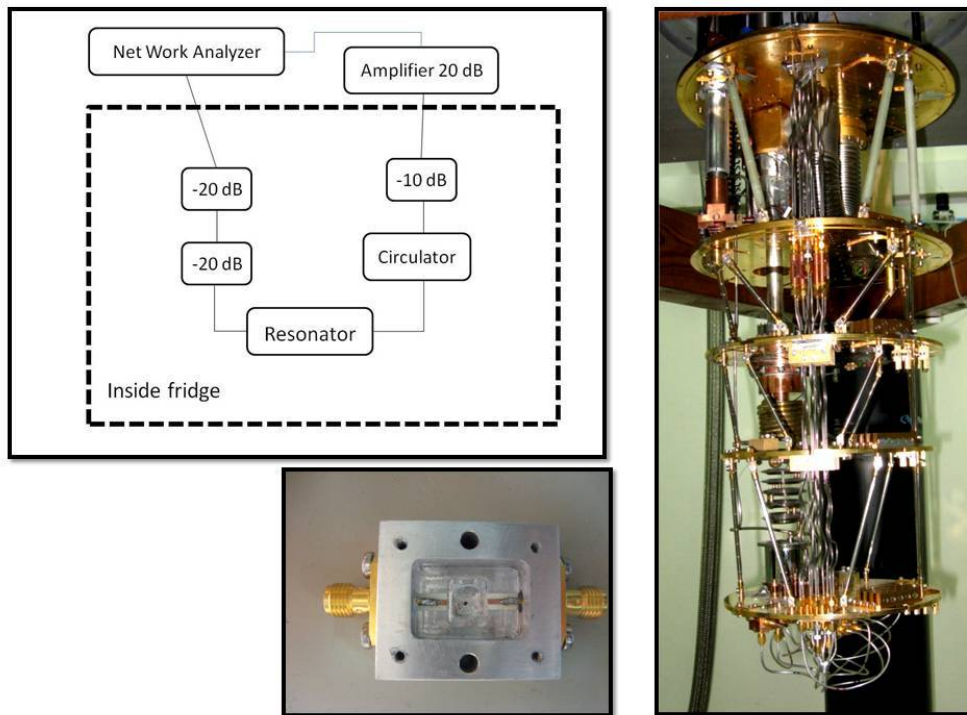 Net Work Analyzer
Amplifier 20 dB
-20 dB
-10 dB
-20 dB
Circulator
Resonator
Inside fridge